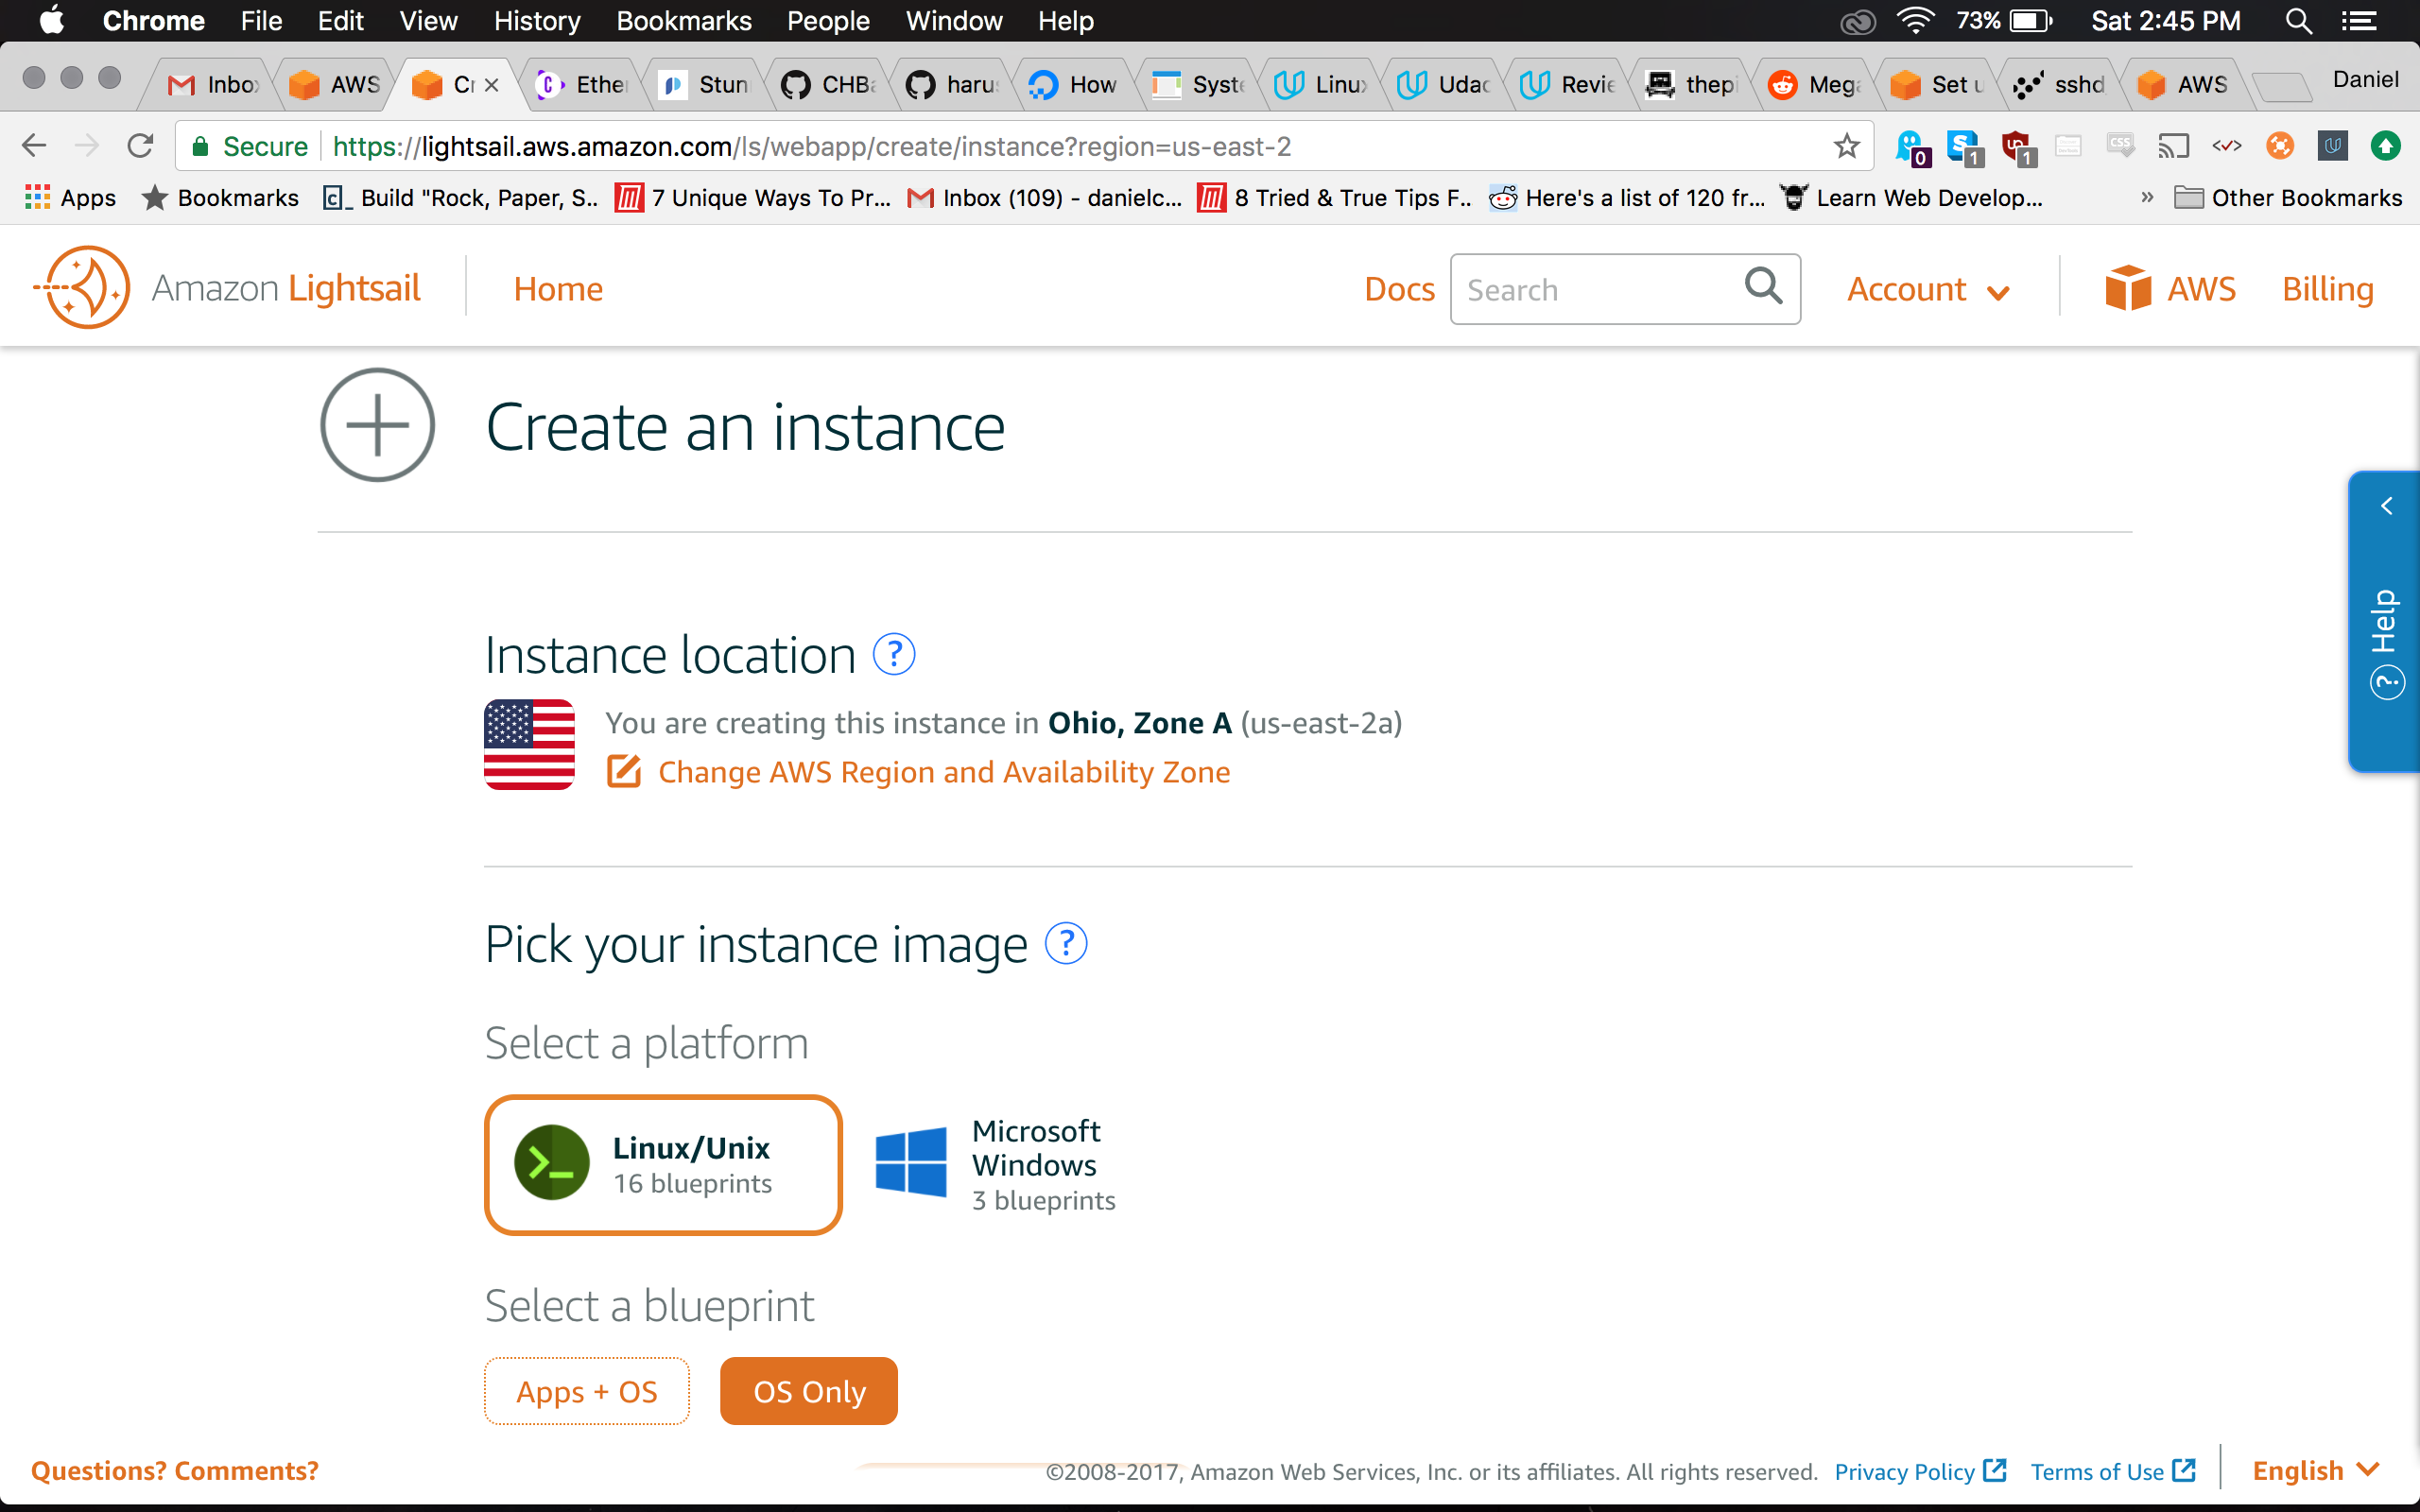 Chrome File Edit View History Bookmarks People Window Help 73% Sat 2:45 PM
Inbo AWS Cr Ether Stun CHBa haru How Syste Linu Udac Revie thepi Mega Set u sshd AWS Daniel
Secure https://lightsail.aws.amazon.com/ls/webapp/create/instance?region=us-east-2 0 1 1
Apps Bookmarks Build "Rock, Paper, S.. 7 Unique Ways To Pr... Inbox (109) - danielc... 8 Tried & True Tips F.. Here's a list of 120 fr... Learn Web Develop... » Other Bookmarks
Amazon Lightsail Home Docs Search Account AWS Billing
Create an instance
Help
Instance location ?
You are creating this instance in Ohio, Zone A (us-east-2a)
Change AWS Region and Availability Zone
Pick your instance image ?
Select a platform
Linux/Unix
16 blueprints
Microsoft
Windows
3 blueprints
Select a blueprint
Apps + OS OS Only
Questions? Comments? ©2008-2017, Amazon Web Services, Inc. or its affiliates. All rights reserved. Privacy Policy Terms of Use English